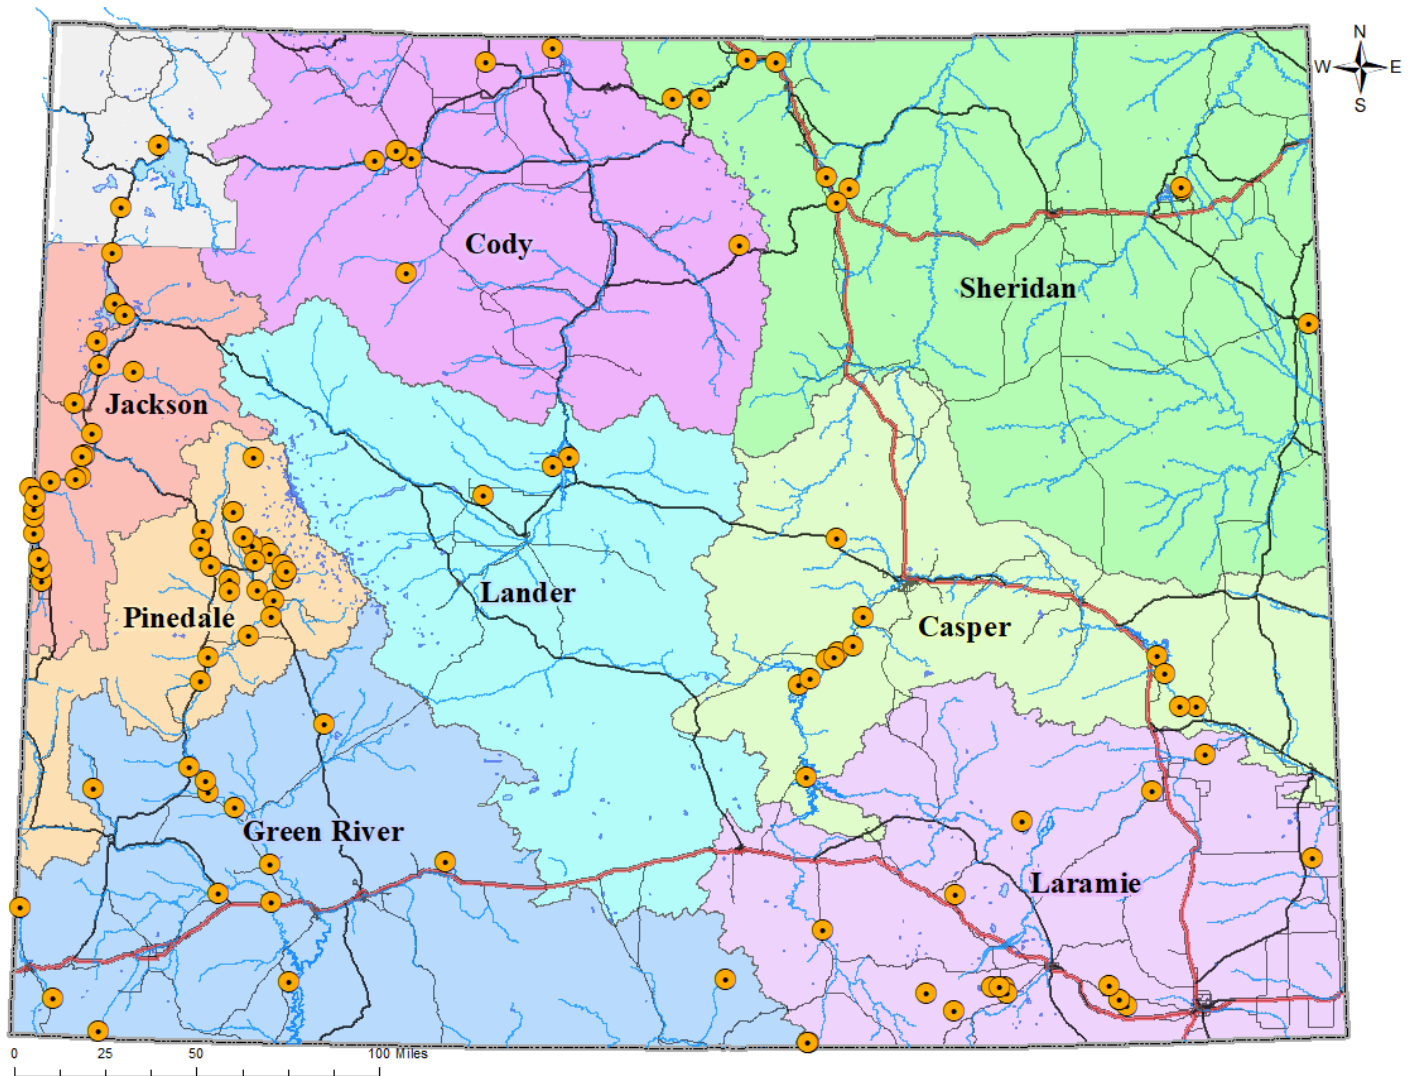 N
W E
S
Cody
Sheridan
Jackson
Lander
Pinedale
Casper
Green River
Laramie
0 25 50 100 Miles